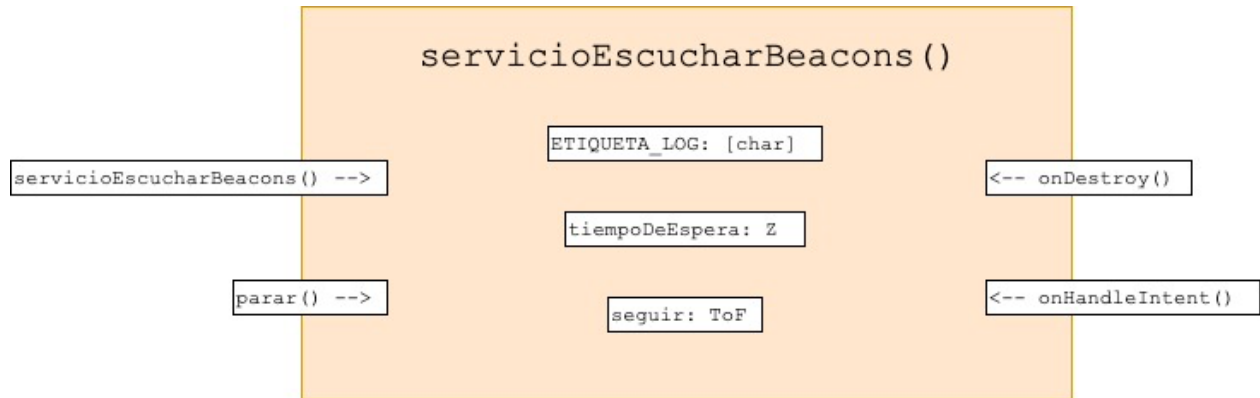 servicioEscucharBeacons()
ETIQUETA_LOG: [char]
servicioEscucharBeacons() -->
<-- onDestroy()
tiempoDeEspera: Z
parar() -->
<-- onHandleIntent()
seguir: ToF